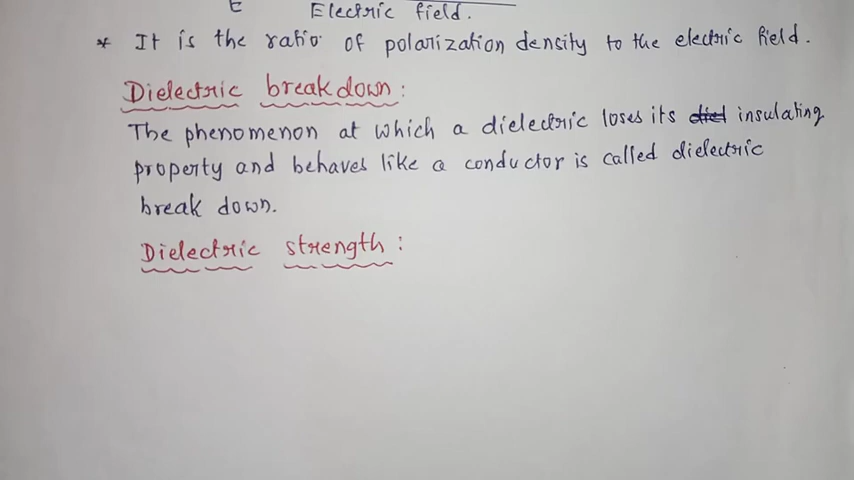 E Electric field.
* It is the ratio of polarization density to the electric field.
Dielectric breakdown:
The phenomenon at which a dielectric loses its insulating
property and behaves like a conductor is called dielectric
break down.
Dielectric strength: